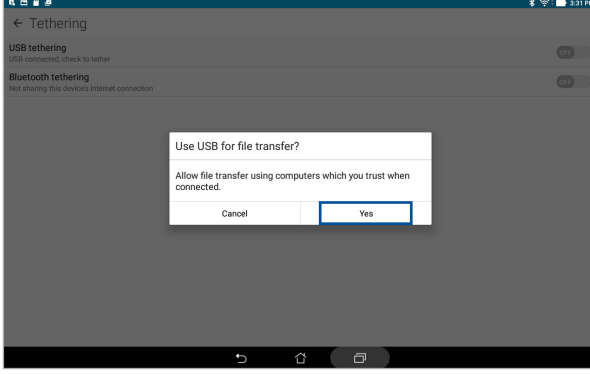 3:31 PM
Tethering
USB tethering
USB connected, check to tether
OFF
Bluetooth tethering
Not sharing this device's internet connection
OFF
Use USB for file transfer?
Allow file transfer using computers which you trust when
connected.
Cancel Yes